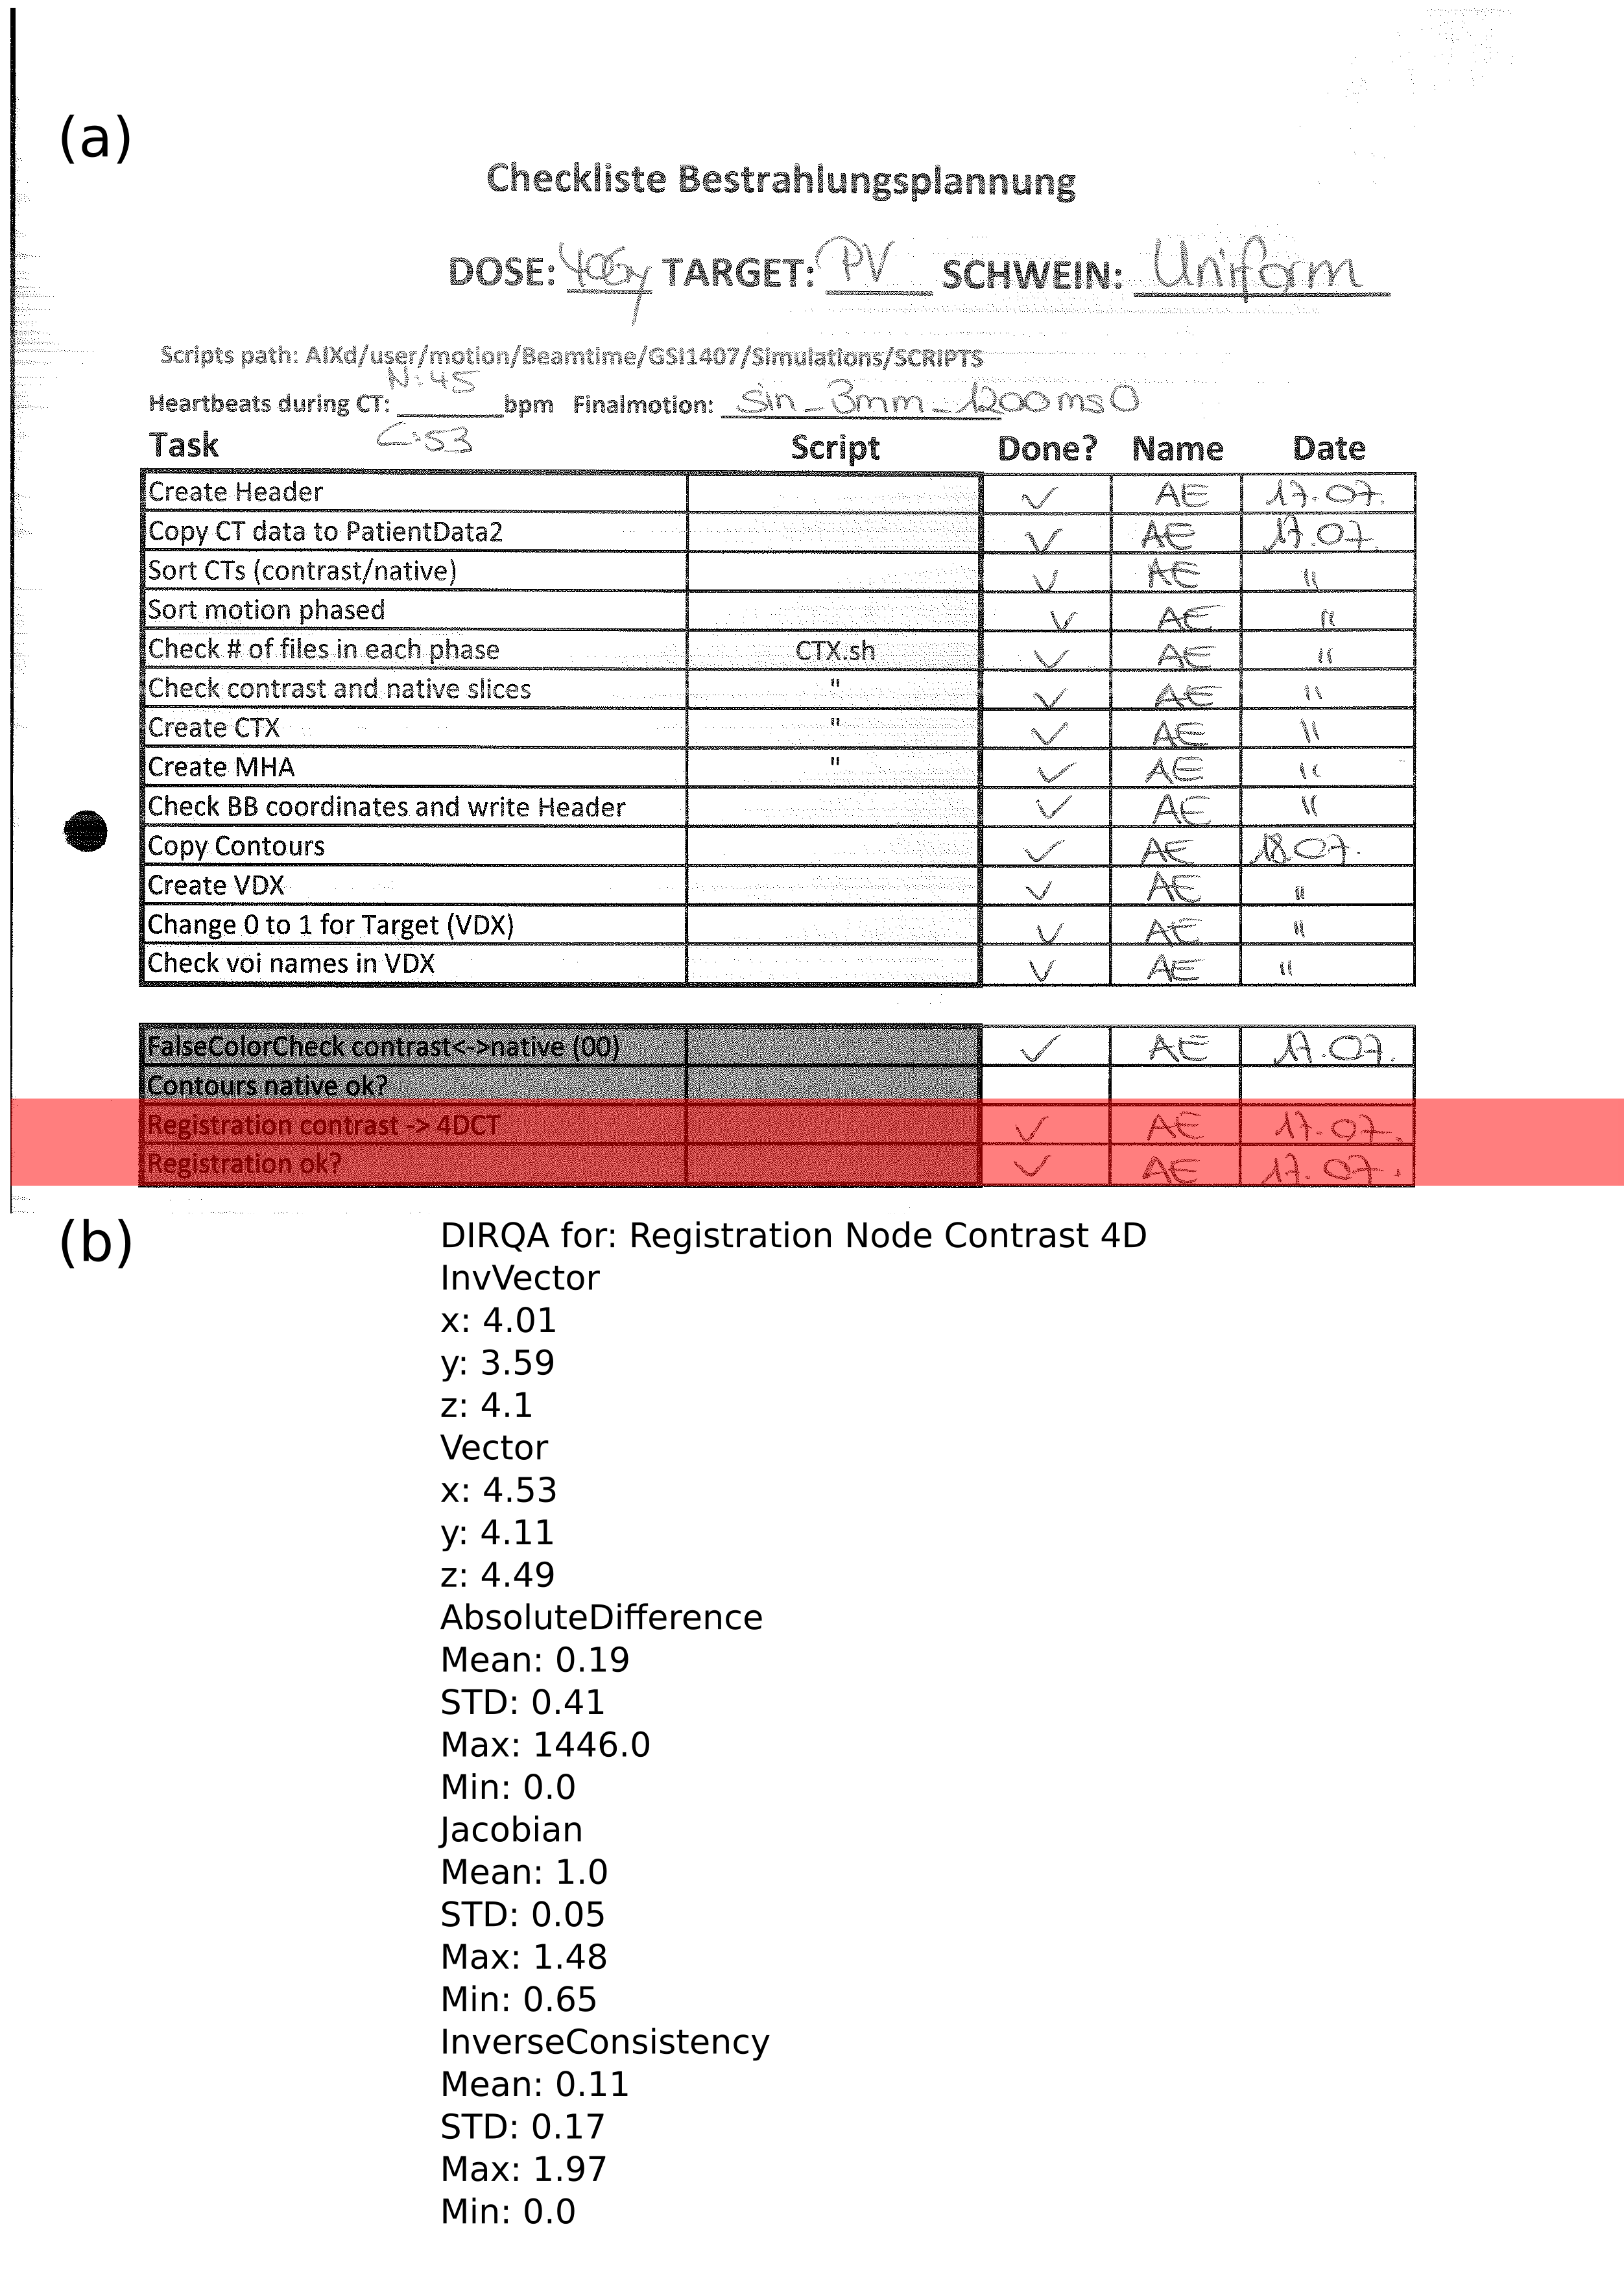 (a)
Checkliste Bestrahlungsplannung
DOSE: 40Gy TARGET: PV SCHWEIN: Uniform
Scripts path: AIXd/user/motion/Beamtime/GSI1407/Simulations/SCRIPTS
N: 45
Heartbeats during CT: bpm Finalmotion: sin_3mm_1200ms0
C: 53
Task Script Done? Name Date
Create Header ✓ AE 17.07.
Copy CT data to PatientData2 ✓ AE 17.07.
Sort CTs (contrast/native) ✓ AE "
Sort motion phased ✓ AE "
Check # of files in each phase CTX.sh ✓ AE "
Check contrast and native slices " ✓ AE "
Create CTX " ✓ AE "
Create MHA " ✓ AE "
Check BB coordinates and write Header ✓ AE "
Copy Contours ✓ AE 18.07.
Create VDX ✓ AE "
Change 0 to 1 for Target (VDX) ✓ AE "
Check voi names in VDX ✓ AE "
FalseColorCheck contrast<->native (00) ✓ AE 17.07.
Contours native ok?
Registration contrast -> 4DCT ✓ AE 17.07.
Registration ok? ✓ AE 17.07.
(b)
DIRQA for: Registration Node Contrast 4D
InvVector
x: 4.01
y: 3.59
z: 4.1
Vector
x: 4.53
y: 4.11
z: 4.49
AbsoluteDifference
Mean: 0.19
STD: 0.41
Max: 1446.0
Min: 0.0
Jacobian
Mean: 1.0
STD: 0.05
Max: 1.48
Min: 0.65
InverseConsistency
Mean: 0.11
STD: 0.17
Max: 1.97
Min: 0.0